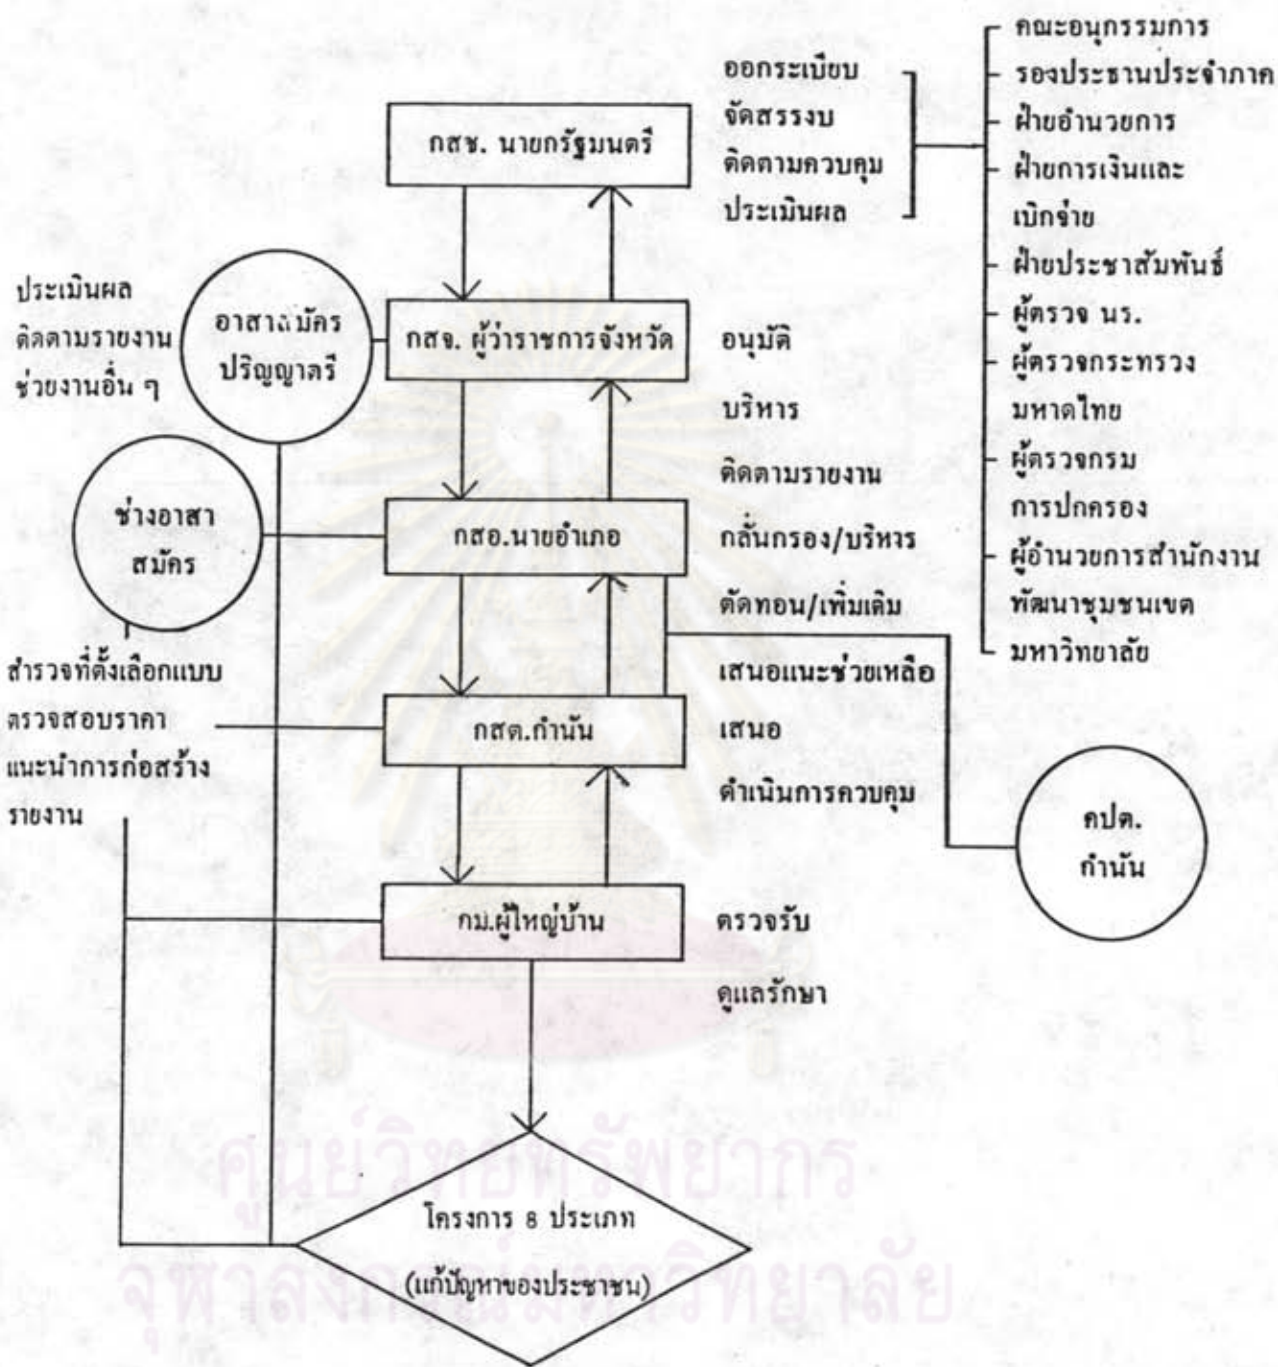 คณะอนุกรรมการ
รองประธานประจำภาค
ฝ่ายอำนวยการ
ฝ่ายการเงินและ
เบิกจ่าย
ฝ่ายประชาสัมพันธ์
ผู้ตรวจ นร.
ผู้ตรวจกระทรวง
มหาดไทย
ผู้ตรวจกรม
การปกครอง
ผู้อำนวยการสำนักงาน
พัฒนาชุมชนเขต
มหาวิทยาลัย
ออกระเบียบ
จัดสรรงบ
ติดตามควบคุม
ประเมินผล
กสช. นายกรัฐมนตรี
ประเมินผล
ติดตามรายงาน
ช่วยงานอื่น ๆ
อาสาสมัคร
ปริญญาตรี
กสจ. ผู้ว่าราชการจังหวัด
อนุมัติ
บริหาร
ติดตามรายงาน
ช่างอาสา
สมัคร
กสอ.นายอำเภอ
กลั่นกรอง/บริหาร
ตัดทอน/เพิ่มเติม
เสนอแนะช่วยเหลือ
สำรวจที่ตั้งเลือกแบบ
ตรวจสอบราคา
แนะนำการก่อสร้าง
รายงาน
กสต.กำนัน
เสนอ
ดำเนินการควบคุม
คปต.
กำนัน
กม.ผู้ใหญ่บ้าน
ตรวจรับ
ดูแลรักษา
โครงการ 8 ประเภท
(แก้ปัญหาของประชาชน)
ศูนย์วิทยทรัพยากร
จุฬาลงกรณ์มหาวิทยาลัย